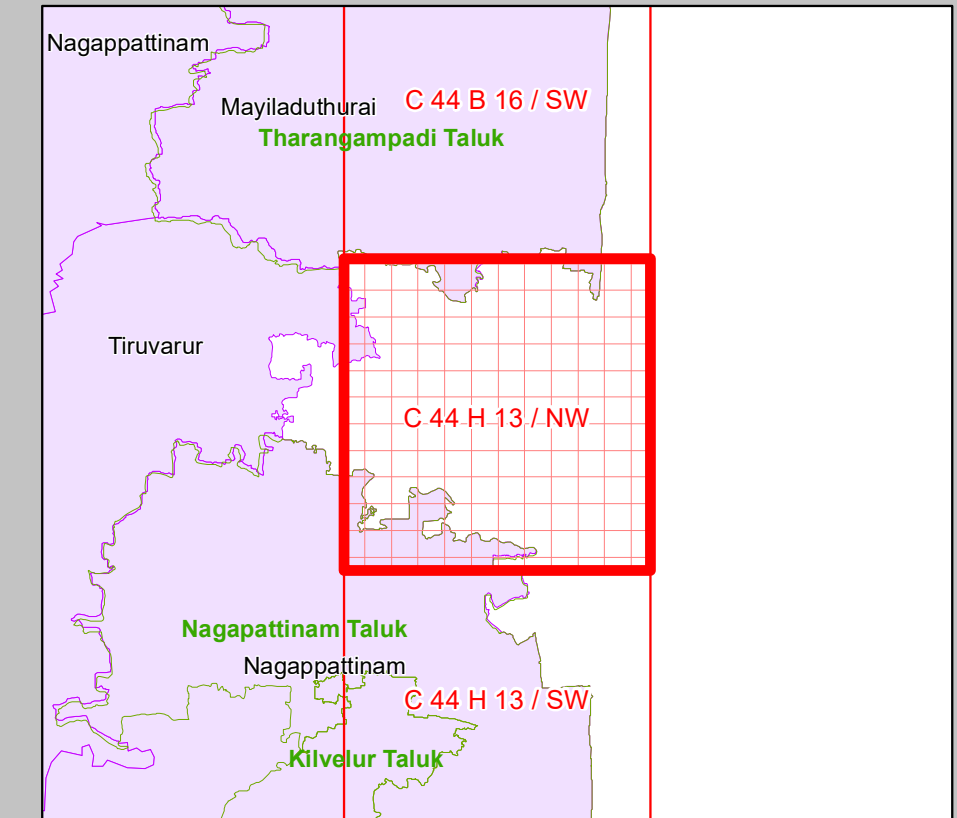 Nagappattinam
Mayiladuthurai
C 44 B 16 / SW
Tharangampadi Taluk
Tiruvarur
C 44 H 13 / NW
Nagapattinam Taluk
Nagappattinam
C 44 H 13 / SW
Kilvelur Taluk